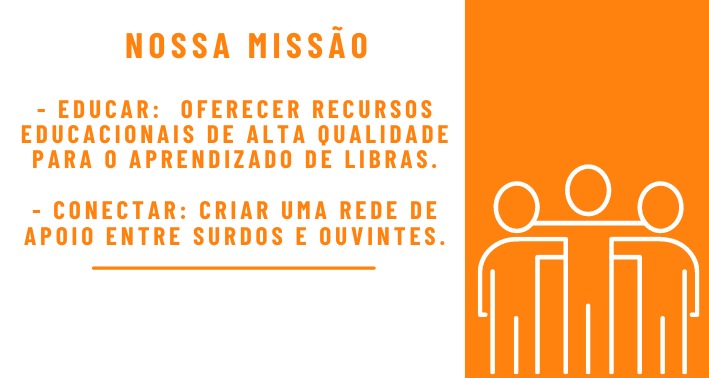 NOSSA MISSÃO
- EDUCAR: OFERECER RECURSOS
EDUCACIONAIS DE ALTA QUALIDADE
PARA O APRENDIZADO DE LIBRAS.
- CONECTAR: CRIAR UMA REDE DE
APOIO ENTRE SURDOS E OUVINTES.